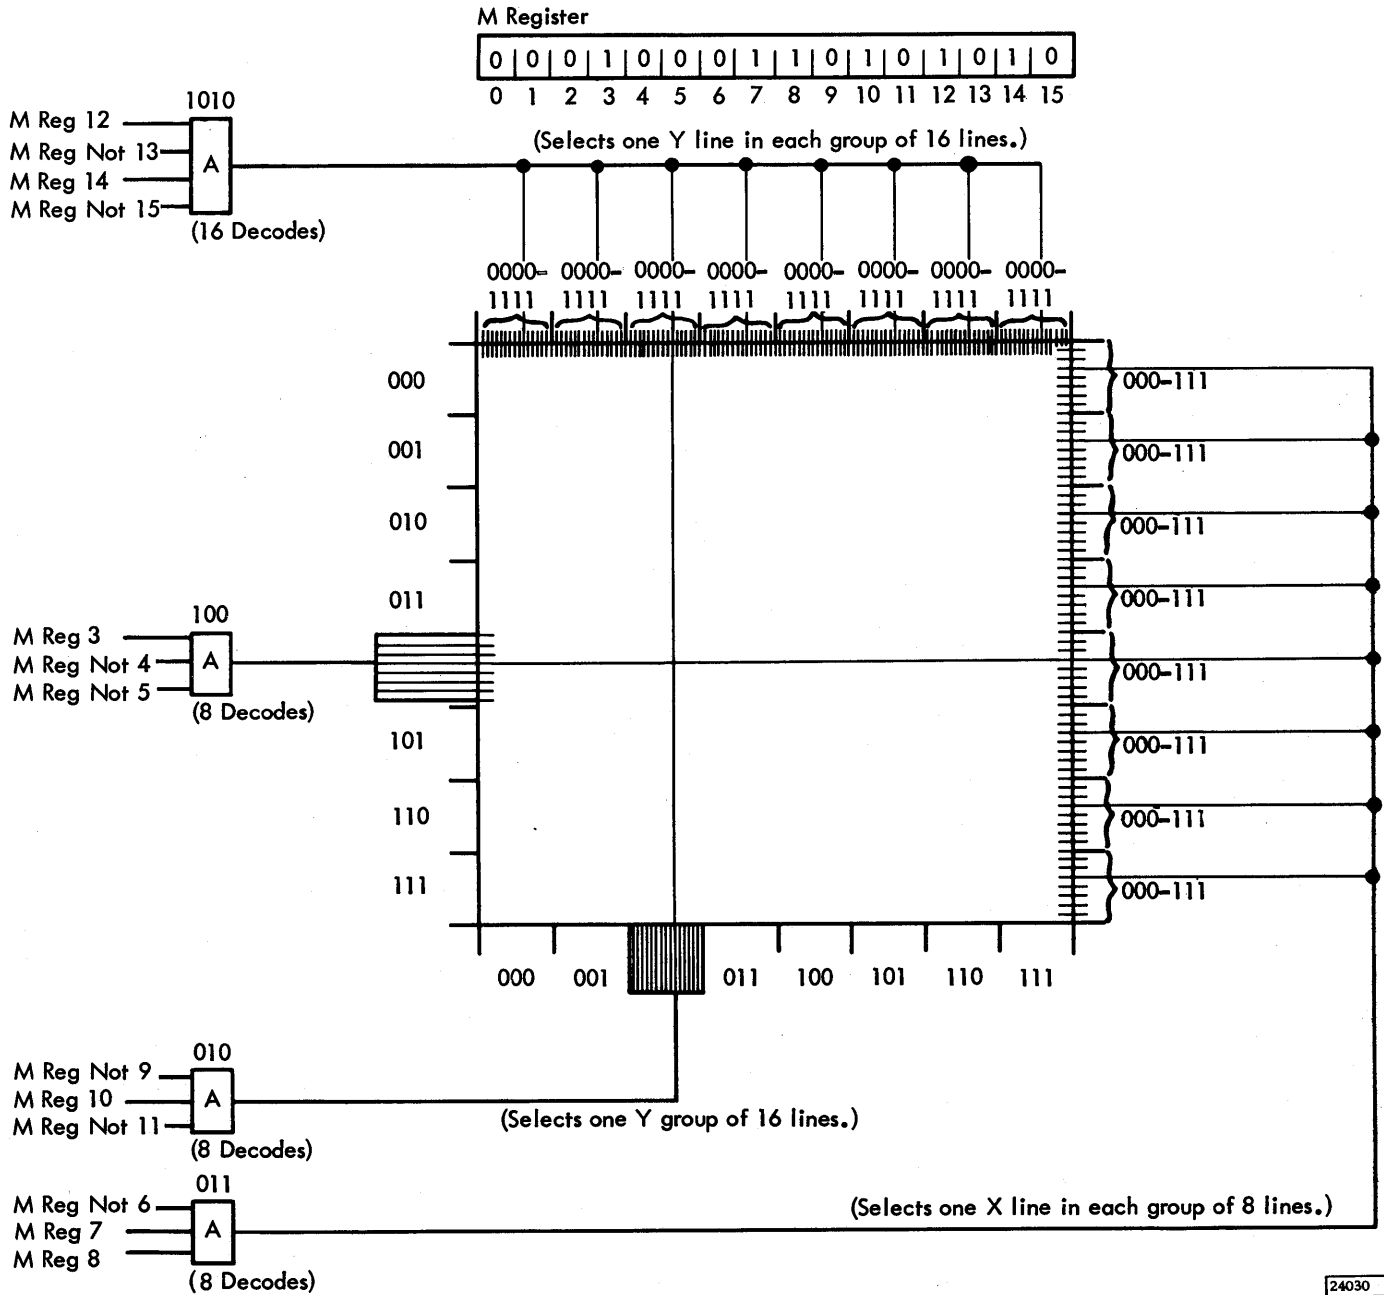 M Register
0 0 0 1 0 0 0 1 1 0 1 0 1 0 1 0
0 1 2 3 4 5 6 7 8 9 10 11 12 13 14 15
1010
M Reg 12
M Reg Not 13
M Reg 14
M Reg Not 15
A
(16 Decodes)
(Selects one Y line in each group of 16 lines.)
0000- 0000- 0000- 0000- 0000- 0000- 0000- 0000-
1111 1111 1111 1111 1111 1111 1111 1111
000
001
010
011
101
110
111
000-111
000-111
000-111
000-111
000-111
000-111
000-111
000-111
100
M Reg 3
M Reg Not 4
M Reg Not 5
A
(8 Decodes)
000 001 011 100 101 110 111
010
M Reg Not 9
M Reg 10
M Reg Not 11
A
(8 Decodes)
(Selects one Y group of 16 lines.)
011
M Reg Not 6
M Reg 7
M Reg 8
A
(8 Decodes)
(Selects one X line in each group of 8 lines.)
24030